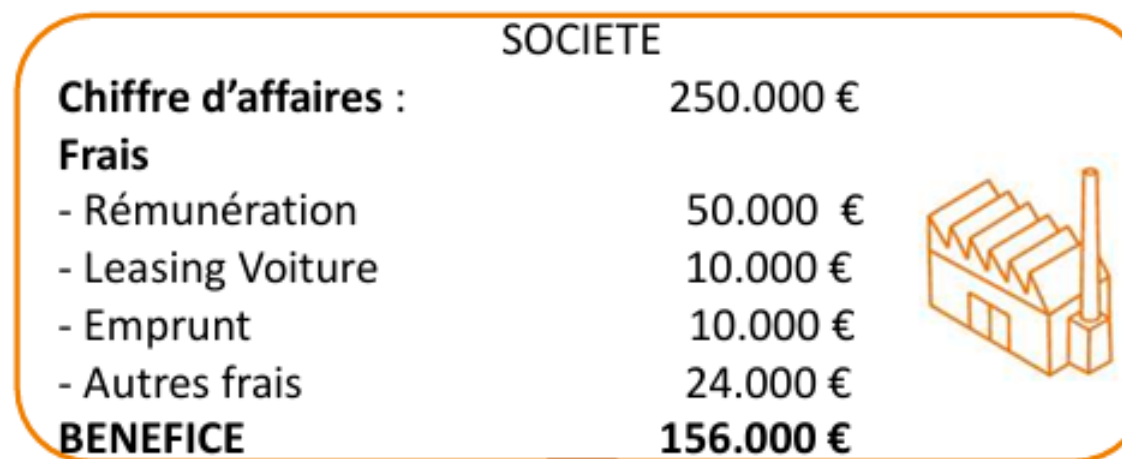 SOCIETE
Chiffre d’affaires : 250.000 €
Frais
- Rémunération 50.000 €
- Leasing Voiture 10.000 €
- Emprunt 10.000 €
- Autres frais 24.000 €
BENEFICE 156.000 €